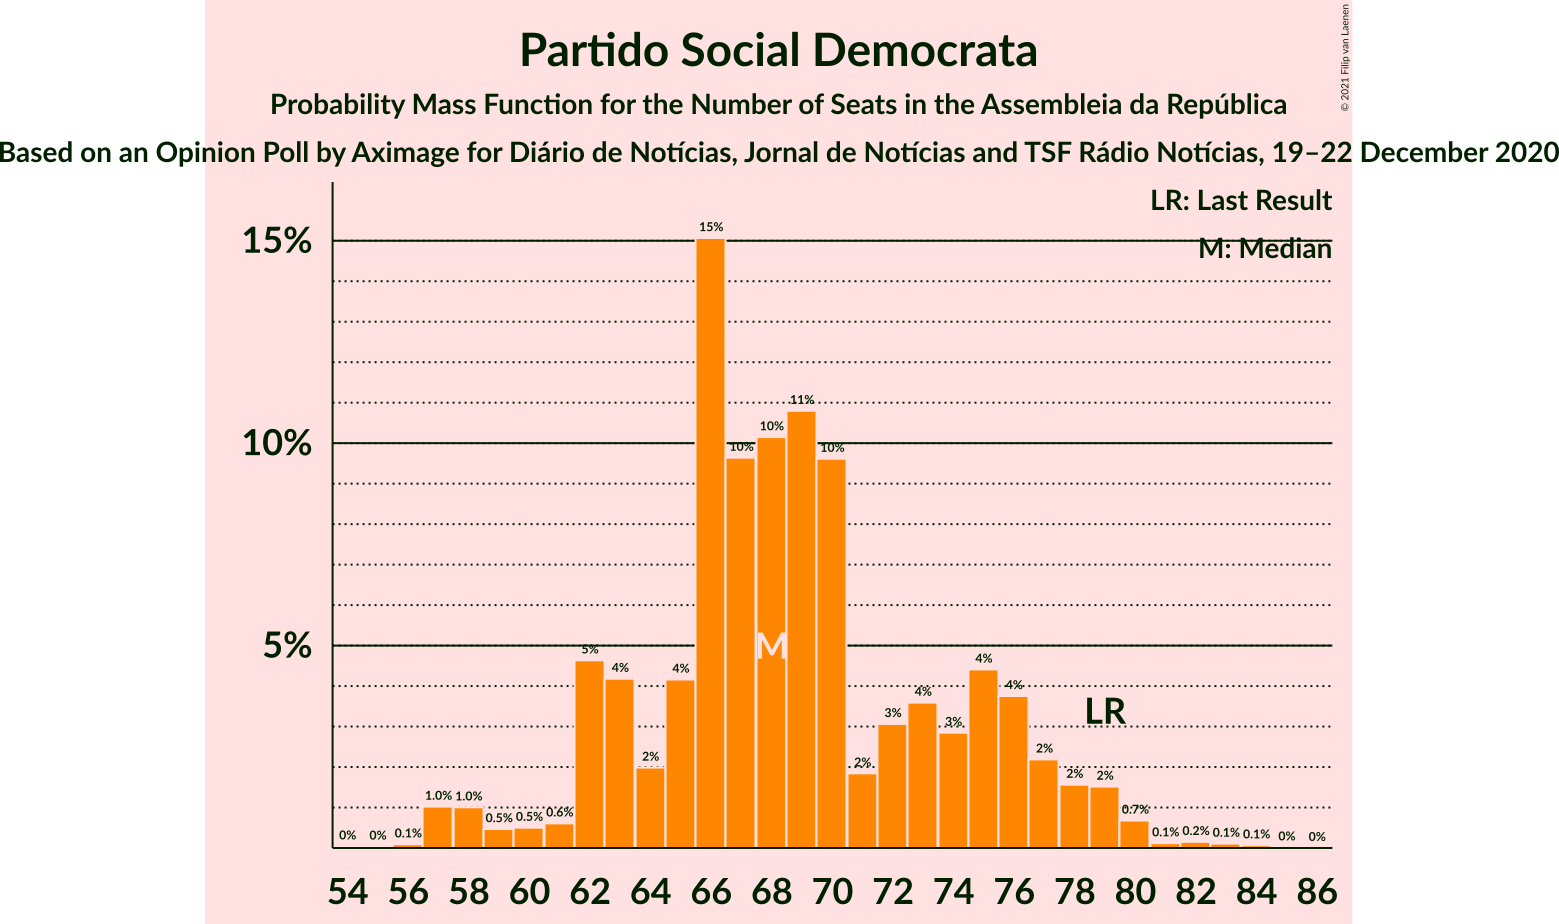 Partido Social Democrata
Probability Mass Function for the Number of Seats in the Assembleia da República
Based on an Opinion Poll by Aximage for Diário de Notícias, Jornal de Notícias and TSF Rádio Notícias, 19–22 December 2020
© 2021 Filip van Laenen
LR: Last Result
M: Median
15%
10%
5%
0% 0% 0.1% 1.0% 1.0% 0.5% 0.5% 0.6% 5% 4% 2% 4% 15% 10% 10% 11% 10% 2% 3% 4% 3% 4% 4% 2% 2% 2% 0.7% 0.1% 0.2% 0.1% 0.1% 0% 0%
M
LR
54 56 58 60 62 64 66 68 70 72 74 76 78 80 82 84 86